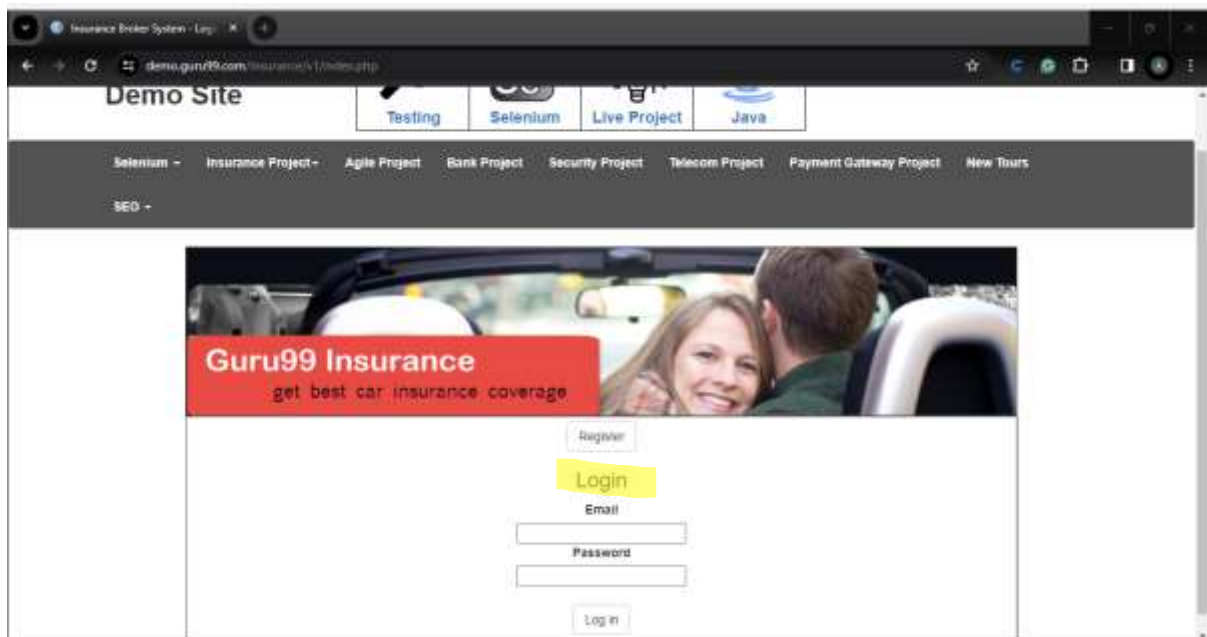 Insurance Broker System - Log
demo.guru99.com/insurance/v1/index.php
Demo Site
Testing Selenium Live Project Java
Selenium Insurance Project Agile Project Bank Project Security Project Telecom Project Payment Gateway Project New Tours
SEO
Guru99 Insurance
get best car insurance coverage
Register
Login
Email
Password
Log in